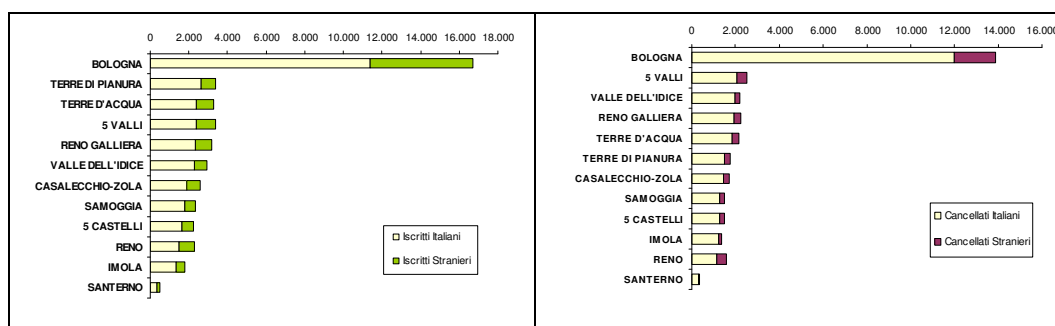 0 2.000 4.000 6.000 8.000 10.000 12.000 14.000 16.000 18.000
BOLOGNA
TERRE DI PIANURA
TERRE D'ACQUA
5 VALLI
RENO GALLIERA
VALLE DELL'IDICE
CASALECCHIO-ZOLA
SAMOGGIA
5 CASTELLI
RENO
IMOLA
SANTERNO
Iscritti Italiani
Iscritti Stranieri
0 2.000 4.000 6.000 8.000 10.000 12.000 14.000 16.000
BOLOGNA
5 VALLI
VALLE DELL'IDICE
RENO GALLIERA
TERRE D'ACQUA
TERRE DI PIANURA
CASALECCHIO-ZOLA
SAMOGGIA
5 CASTELLI
IMOLA
RENO
SANTERNO
Cancellati Italiani
Cancellati Stranieri